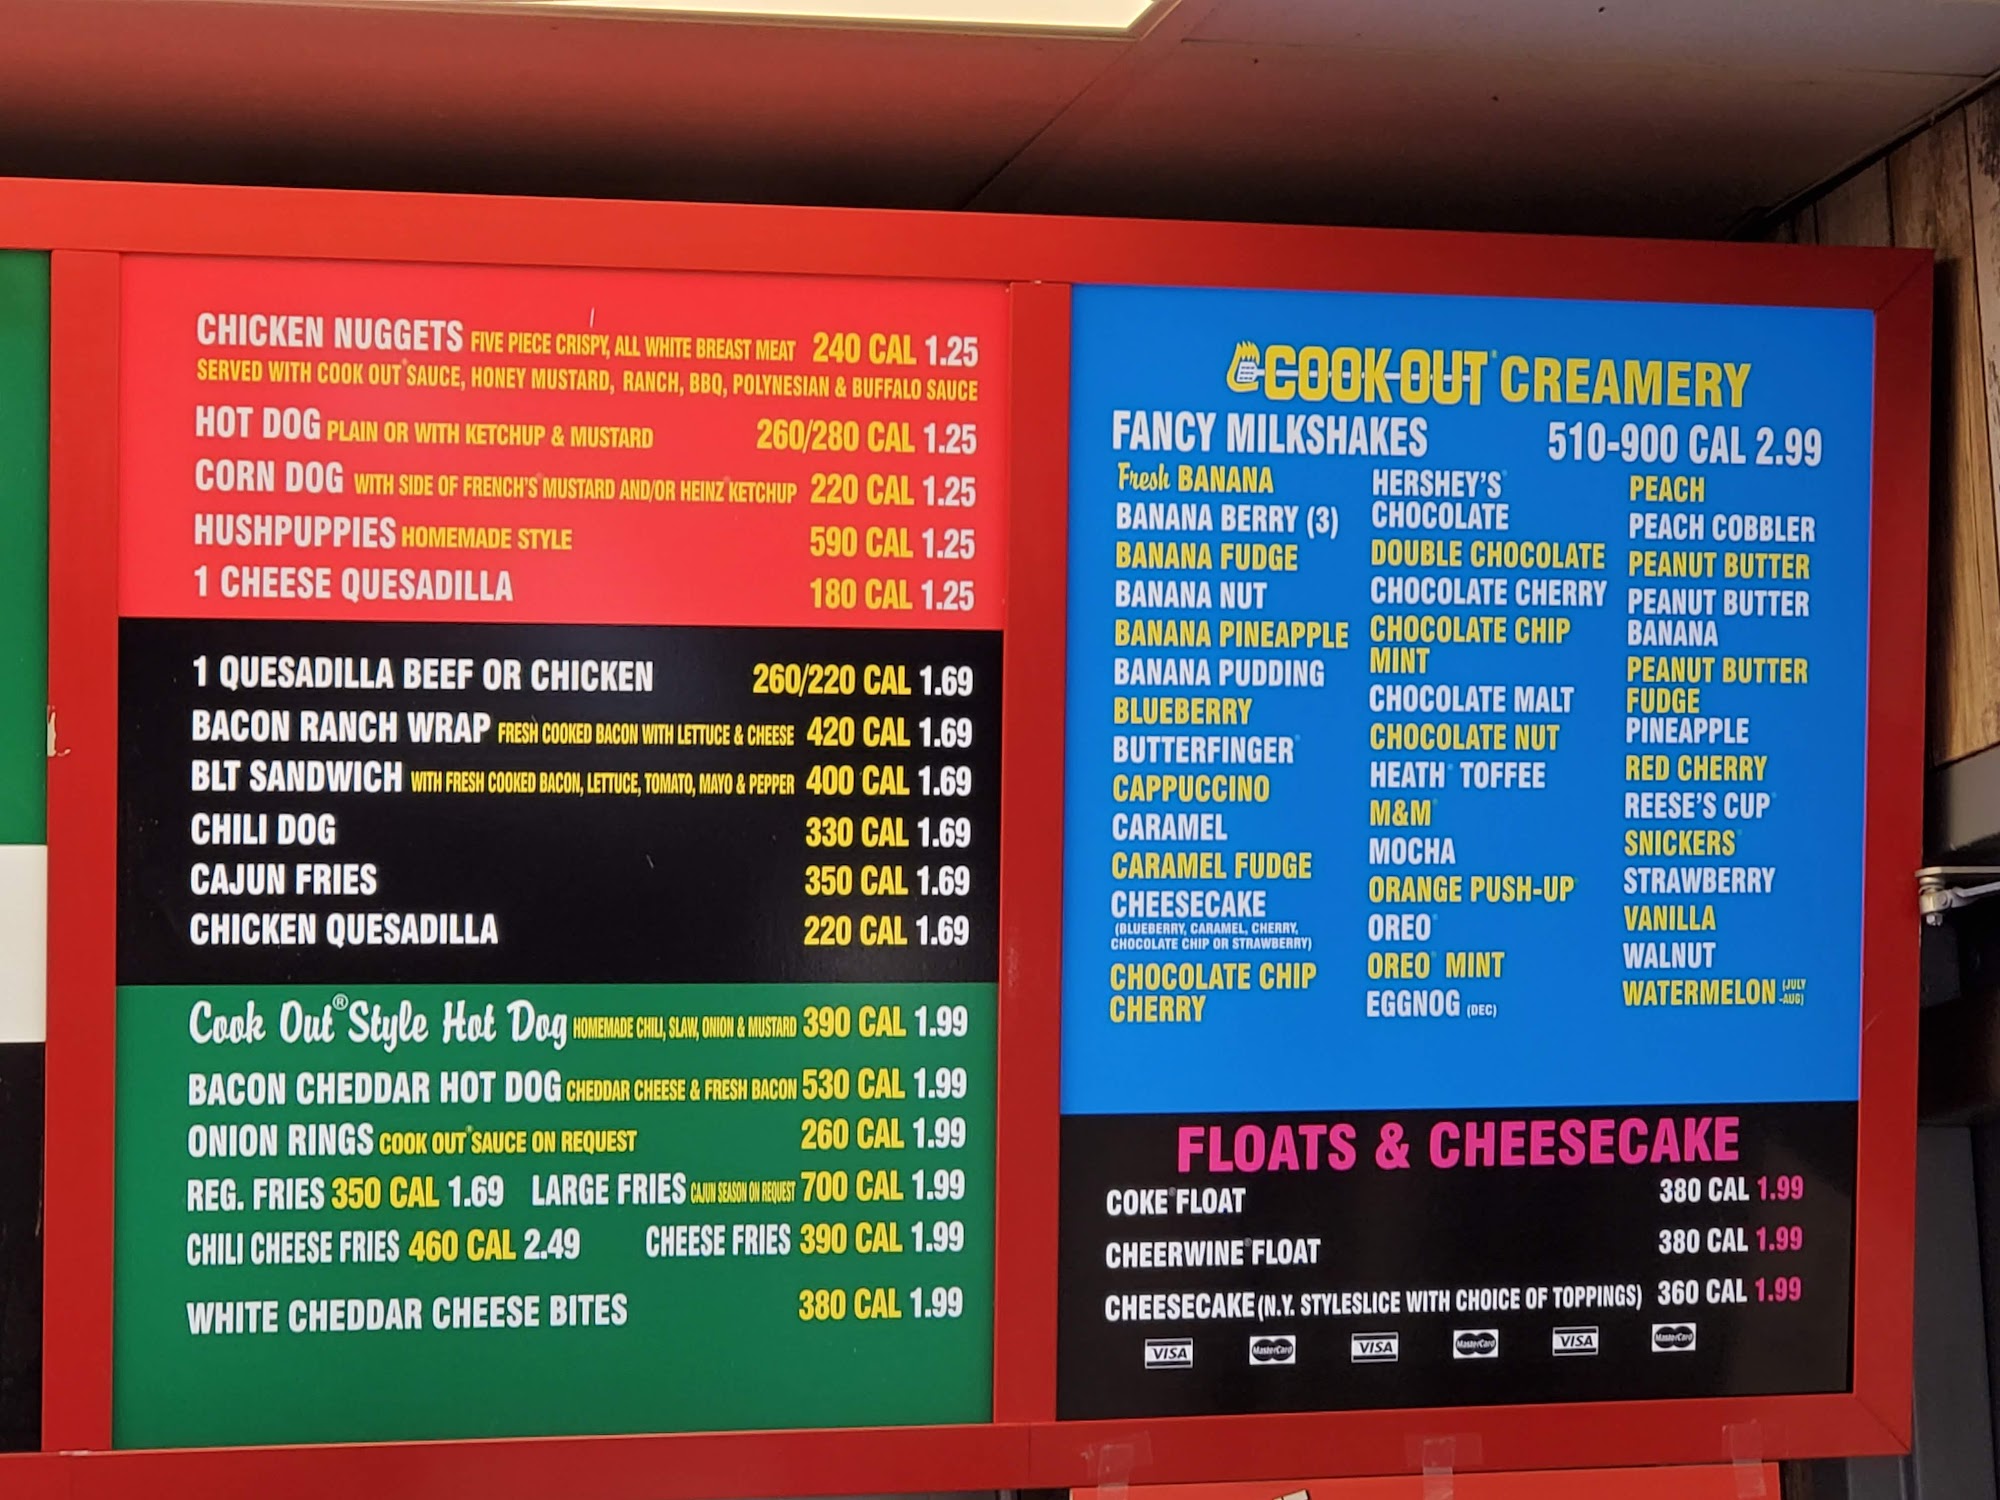 CHICKEN NUGGETS FIVE PIECE CRISPY, ALL WHITE BREAST MEAT 240 CAL 1.25
SERVED WITH COOK OUT® SAUCE, HONEY MUSTARD, RANCH, BBQ, POLYNESIAN & BUFFALO SAUCE
HOT DOG PLAIN OR WITH KETCHUP & MUSTARD 260/280 CAL 1.25
CORN DOG WITH SIDE OF FRENCH'S® MUSTARD AND/OR HEINZ® KETCHUP 220 CAL 1.25
HUSHPUPPIES HOMEMADE STYLE 590 CAL 1.25
1 CHEESE QUESADILLA 180 CAL 1.25
1 QUESADILLA BEEF OR CHICKEN 260/220 CAL 1.69
BACON RANCH WRAP FRESH COOKED BACON WITH LETTUCE & CHEESE 420 CAL 1.69
BLT SANDWICH WITH FRESH COOKED BACON, LETTUCE, TOMATO, MAYO & PEPPER 400 CAL 1.69
CHILI DOG 330 CAL 1.69
CAJUN FRIES 350 CAL 1.69
CHICKEN QUESADILLA 220 CAL 1.69
Cook Out® Style Hot Dog HOMEMADE CHILI, SLAW, ONION & MUSTARD 390 CAL 1.99
BACON CHEDDAR HOT DOG CHEDDAR CHEESE & FRESH BACON 530 CAL 1.99
ONION RINGS COOK OUT® SAUCE ON REQUEST 260 CAL 1.99
REG. FRIES 350 CAL 1.69 LARGE FRIES CAJUN SEASON ON REQUEST 700 CAL 1.99
CHILI CHEESE FRIES 460 CAL 2.49 CHEESE FRIES 390 CAL 1.99
WHITE CHEDDAR CHEESE BITES 380 CAL 1.99
COOK OUT® CREAMERY
FANCY MILKSHAKES 510-900 CAL 2.99
Fresh BANANA
BANANA BERRY (3)
BANANA FUDGE
BANANA NUT
BANANA PINEAPPLE
BANANA PUDDING
BLUEBERRY
BUTTERFINGER®
CAPPUCCINO
CARAMEL
CARAMEL FUDGE
CHEESECAKE
(BLUEBERRY, CARAMEL, CHERRY,
CHOCOLATE CHIP OR STRAWBERRY)
CHOCOLATE CHIP
CHERRY
HERSHEY'S®
CHOCOLATE
DOUBLE CHOCOLATE
CHOCOLATE CHERRY
CHOCOLATE CHIP
MINT
CHOCOLATE MALT
CHOCOLATE NUT
HEATH® TOFFEE
M&M®
MOCHA
ORANGE PUSH-UP®
OREO®
OREO® MINT
EGGNOG (DEC)
PEACH
PEACH COBBLER
PEANUT BUTTER
PEANUT BUTTER
BANANA
PEANUT BUTTER
FUDGE
PINEAPPLE
RED CHERRY
REESE'S CUP®
SNICKERS®
STRAWBERRY
VANILLA
WALNUT
WATERMELON (JULY
-AUG)
FLOATS & CHEESECAKE
COKE® FLOAT 380 CAL 1.99
CHEERWINE® FLOAT 380 CAL 1.99
CHEESECAKE (N.Y. STYLE SLICE WITH CHOICE OF TOPPINGS) 360 CAL 1.99
VISA MasterCard VISA MasterCard VISA MasterCard